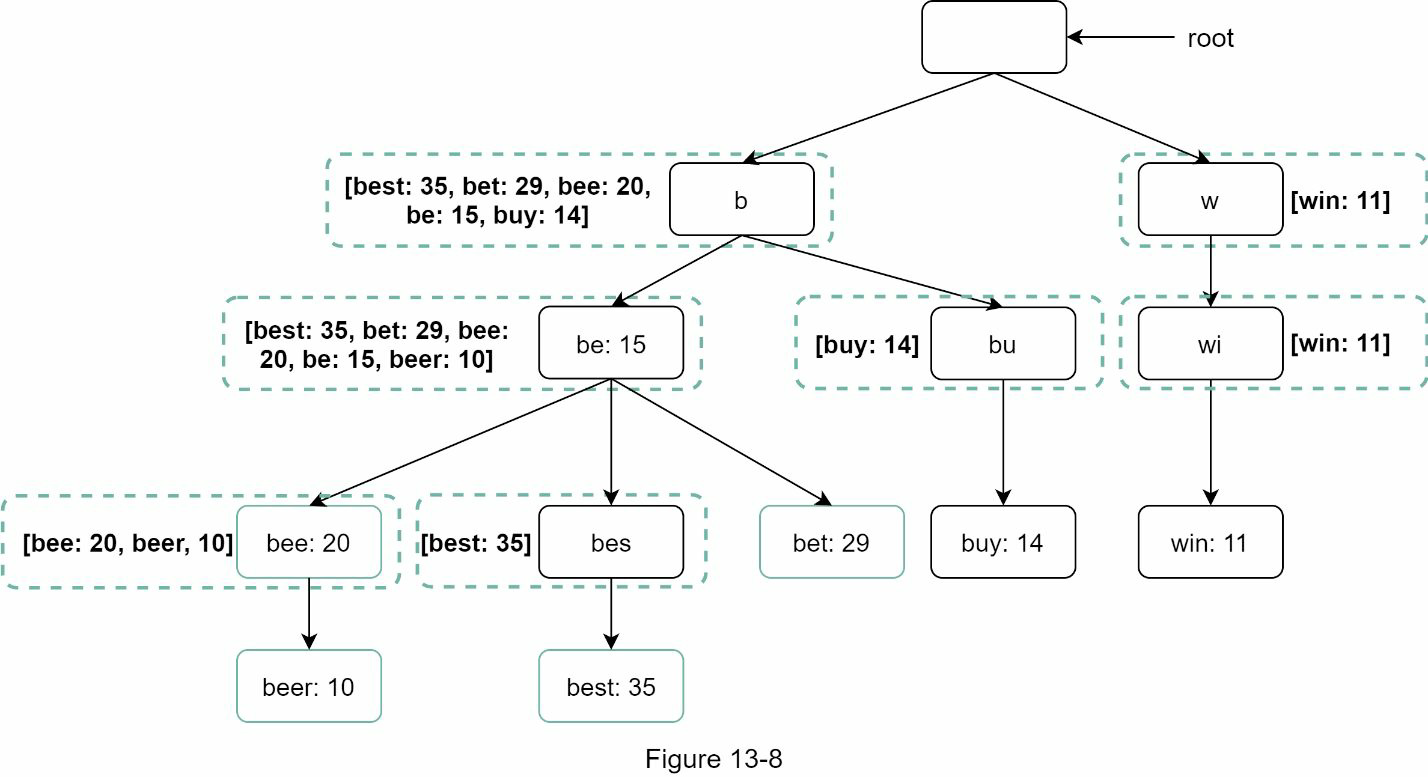 root
[best: 35, bet: 29, bee: 20,
be: 15, buy: 14]
b
w
[win: 11]
[best: 35, bet: 29, bee:
20, be: 15, beer: 10]
be: 15
[buy: 14]
bu
wi
[win: 11]
[bee: 20, beer, 10]
bee: 20
[best: 35]
bes
bet: 29
buy: 14
win: 11
beer: 10
best: 35
Figure 13-8